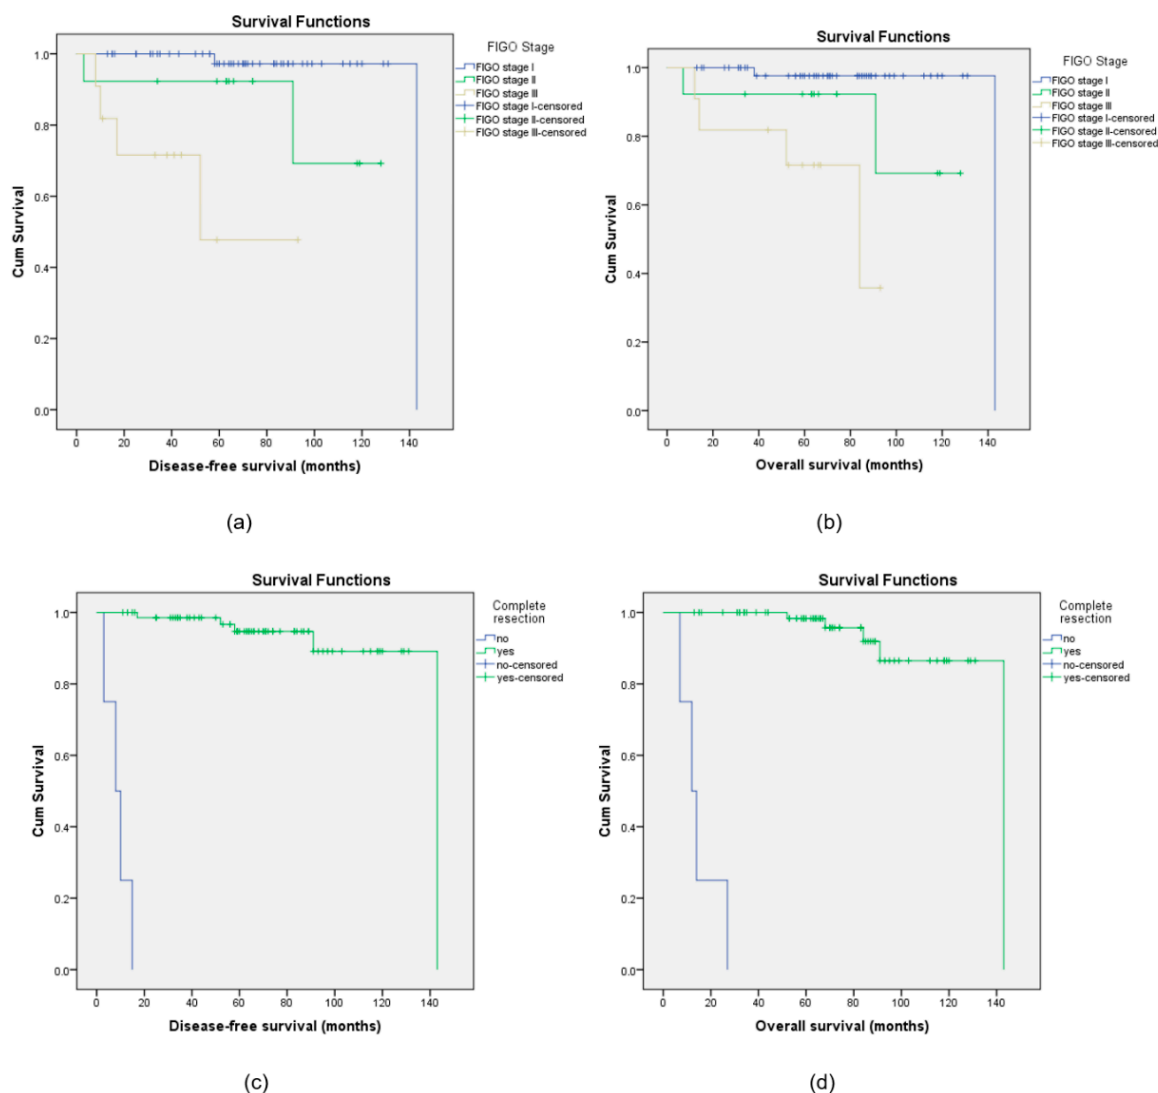 Survival Functions
FIGO Stage
FIGO stage I
FIGO stage II
FIGO stage III
FIGO stage I-censored
FIGO stage II-censored
FIGO stage III-censored
Cum Survival
1.0
0.8
0.6
0.4
0.2
0.0
0 20 40 60 80 100 120 140
Disease-free survival (months)
(a)
Survival Functions
FIGO Stage
FIGO stage I
FIGO stage II
FIGO stage III
FIGO stage I-censored
FIGO stage II-censored
FIGO stage III-censored
Cum Survival
1.0
0.8
0.6
0.4
0.2
0.0
0 20 40 60 80 100 120 140
Overall survival (months)
(b)
Survival Functions
Complete
resection
no
yes
no-censored
yes-censored
Cum Survival
1.0
0.8
0.6
0.4
0.2
0.0
0 20 40 60 80 100 120 140
Disease-free survival (months)
(c)
Survival Functions
Complete
resection
no
yes
no-censored
yes-censored
Cum Survival
1.0
0.8
0.6
0.4
0.2
0.0
0 20 40 60 80 100 120 140
Overall survival (months)
(d)